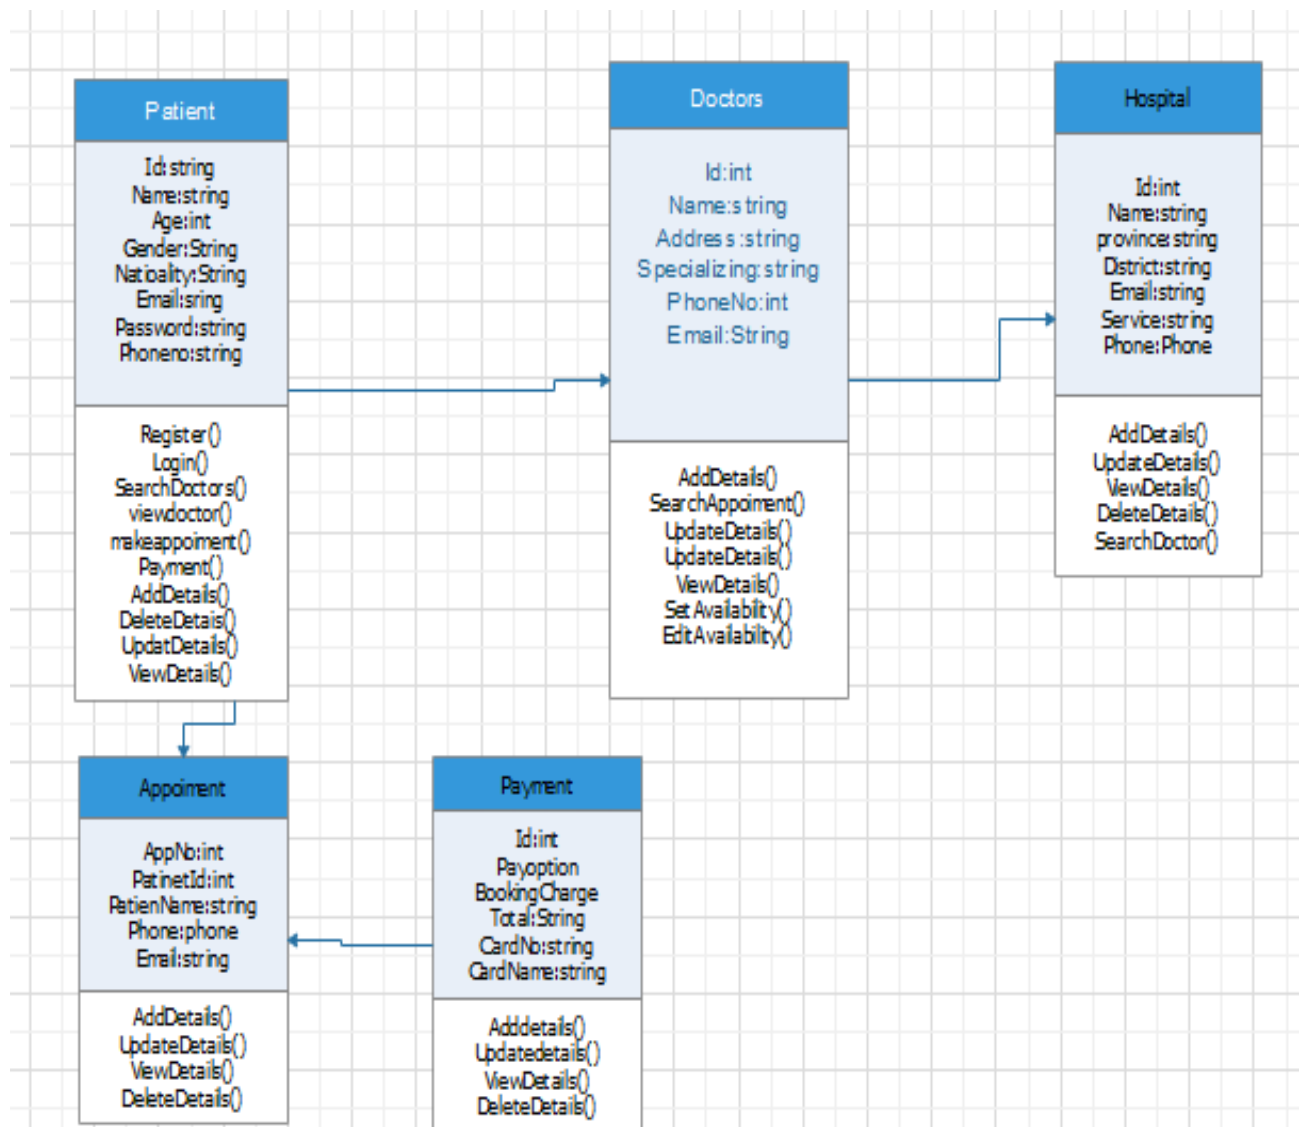 Patient
Id:string
Name:string
Age:int
Gender:String
Natioality:String
Email:sring
Password:string
Phoneno:string
Register()
Login()
SearchDoctors()
viewdoctor()
makeappoiment()
Payment()
AddDetails()
DeleteDetais()
UpdatDetails()
ViewDetails()
Doctors
Id:int
Name:string
Address:string
Specializing:string
PhoneNo:int
Email:String
AddDetails()
SearchAppoiment()
UpdateDetails()
UpdateDetails()
ViewDetails()
SetAvailability()
EditAvailability()
Hospital
Id:int
Name:string
province:string
District:string
Email:string
Service:string
Phone:Phone
AddDetails()
UpdateDetails()
ViewDetails()
DeleteDetails()
SearchDoctor()
Appoiment
AppNo:int
PatinetId:int
PatienName:string
Phone:phone
Email:string
AddDetails()
UpdateDetails()
ViewDetails()
DeleteDetails()
Payment
Id:int
Payoption
BookingCharge
Total:String
CardNo:string
CardName:string
Adddetails()
Updatedetails()
ViewDetails()
DeleteDetails()